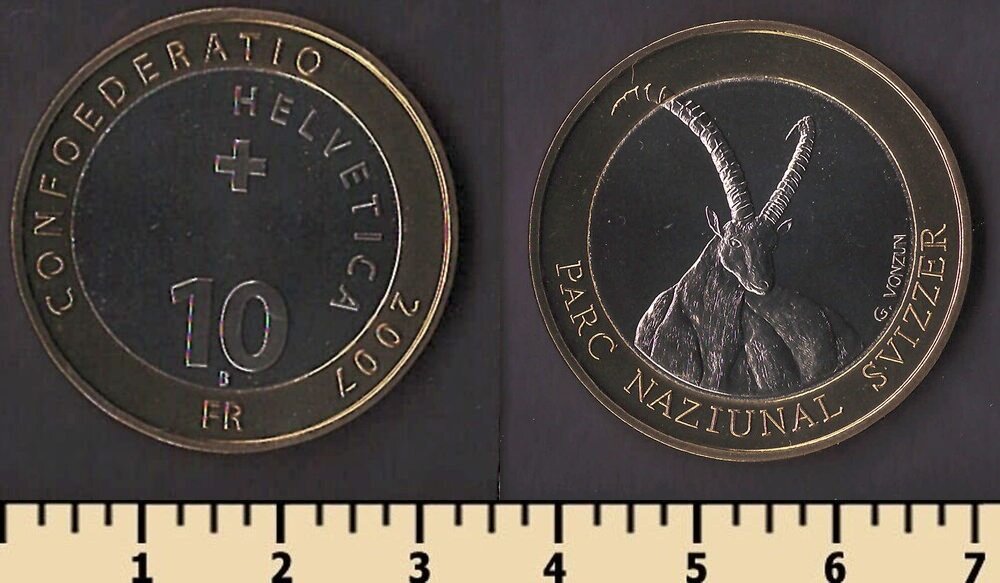 CONFOEDERATIO
HELVETICA
2007
10
B
FR
PARC NAZIUNAL SVIZZER
G. VONZUN
1 2 3 4 5 6 7